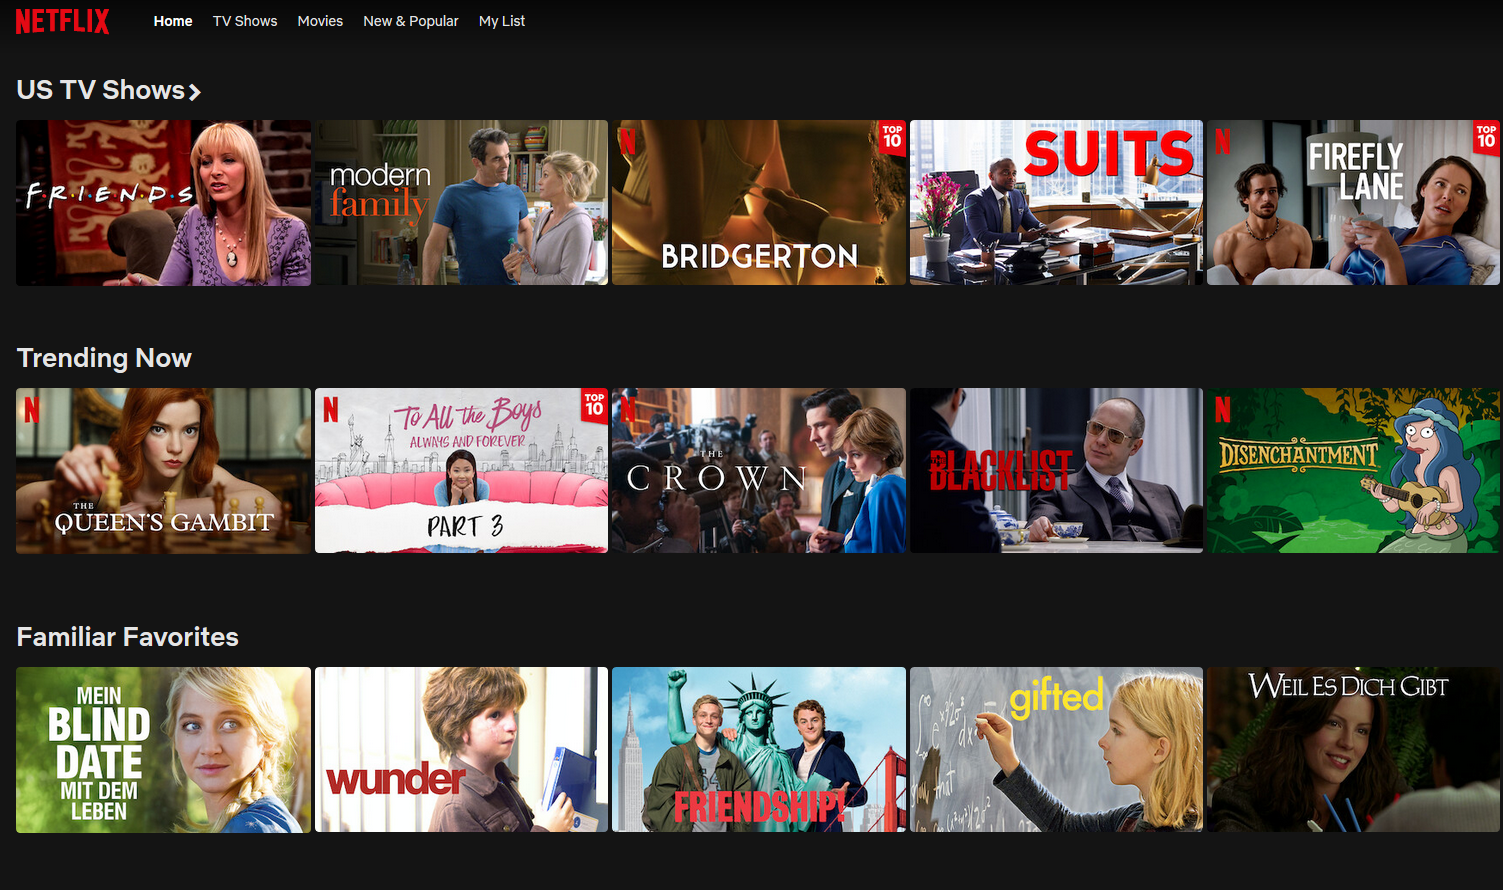 NETFLIX
Home TV Shows Movies New & Popular My List
US TV Shows
F·R·I·E·N·D·S
modern
family
N
TOP
10
BRIDGERTON
SUITS
N
TOP
10
FIREFLY
LANE
Trending Now
N
THE
QUEEN'S GAMBIT
N
TOP
10
TO All the BoyS
ALWAYS AND FOREVER
PART 3
N
THE
CROWN
BLACKLIST
N
DISENCHANTMENT
Familiar Favorites
MEIN
BLIND
DATE
MIT DEM
LEBEN
wunder
FRIENDSHIP!
gifted
that
WEIL ES DICH GIBT